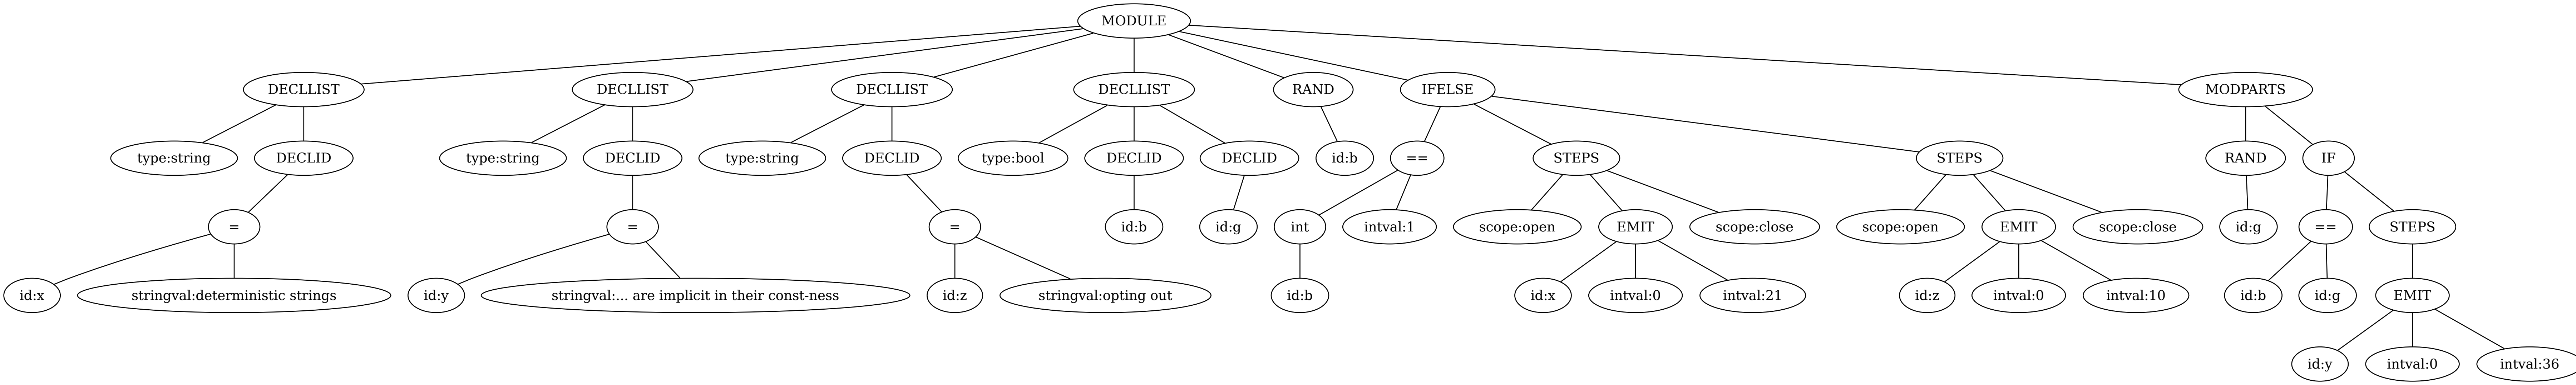 MODULE
DECLLIST DECLLIST DECLLIST DECLLIST RAND IFELSE MODPARTS
type:string DECLID type:string DECLID type:string DECLID type:bool DECLID DECLID id:b == STEPS STEPS RAND IF
= = = id:b id:g int intval:1 scope:open EMIT scope:close scope:open EMIT scope:close id:g == STEPS
id:x stringval:deterministic strings id:y stringval:... are implicit in their const-ness id:z stringval:opting out id:b id:x intval:0 intval:21 id:z intval:0 intval:10 id:b id:g EMIT
id:y intval:0 intval:36